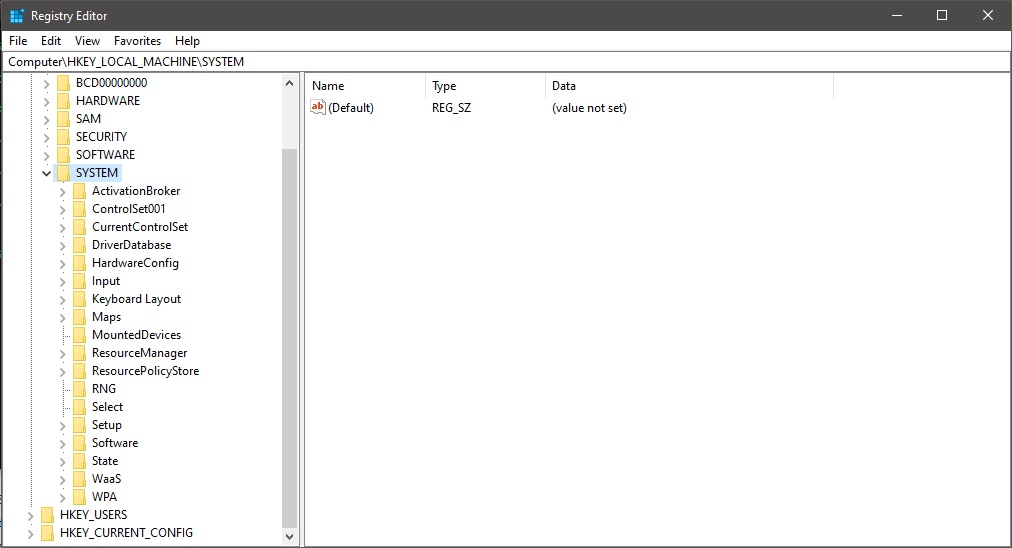 Registry Editor
File Edit View Favorites Help
Computer\HKEY_LOCAL_MACHINE\SYSTEM
BCD00000000
HARDWARE
SAM
SECURITY
SOFTWARE
SYSTEM
ActivationBroker
ControlSet001
CurrentControlSet
DriverDatabase
HardwareConfig
Input
Keyboard Layout
Maps
MountedDevices
ResourceManager
ResourcePolicyStore
RNG
Select
Setup
Software
State
WaaS
WPA
HKEY_USERS
HKEY_CURRENT_CONFIG
Name Type Data
ab (Default) REG_SZ (value not set)